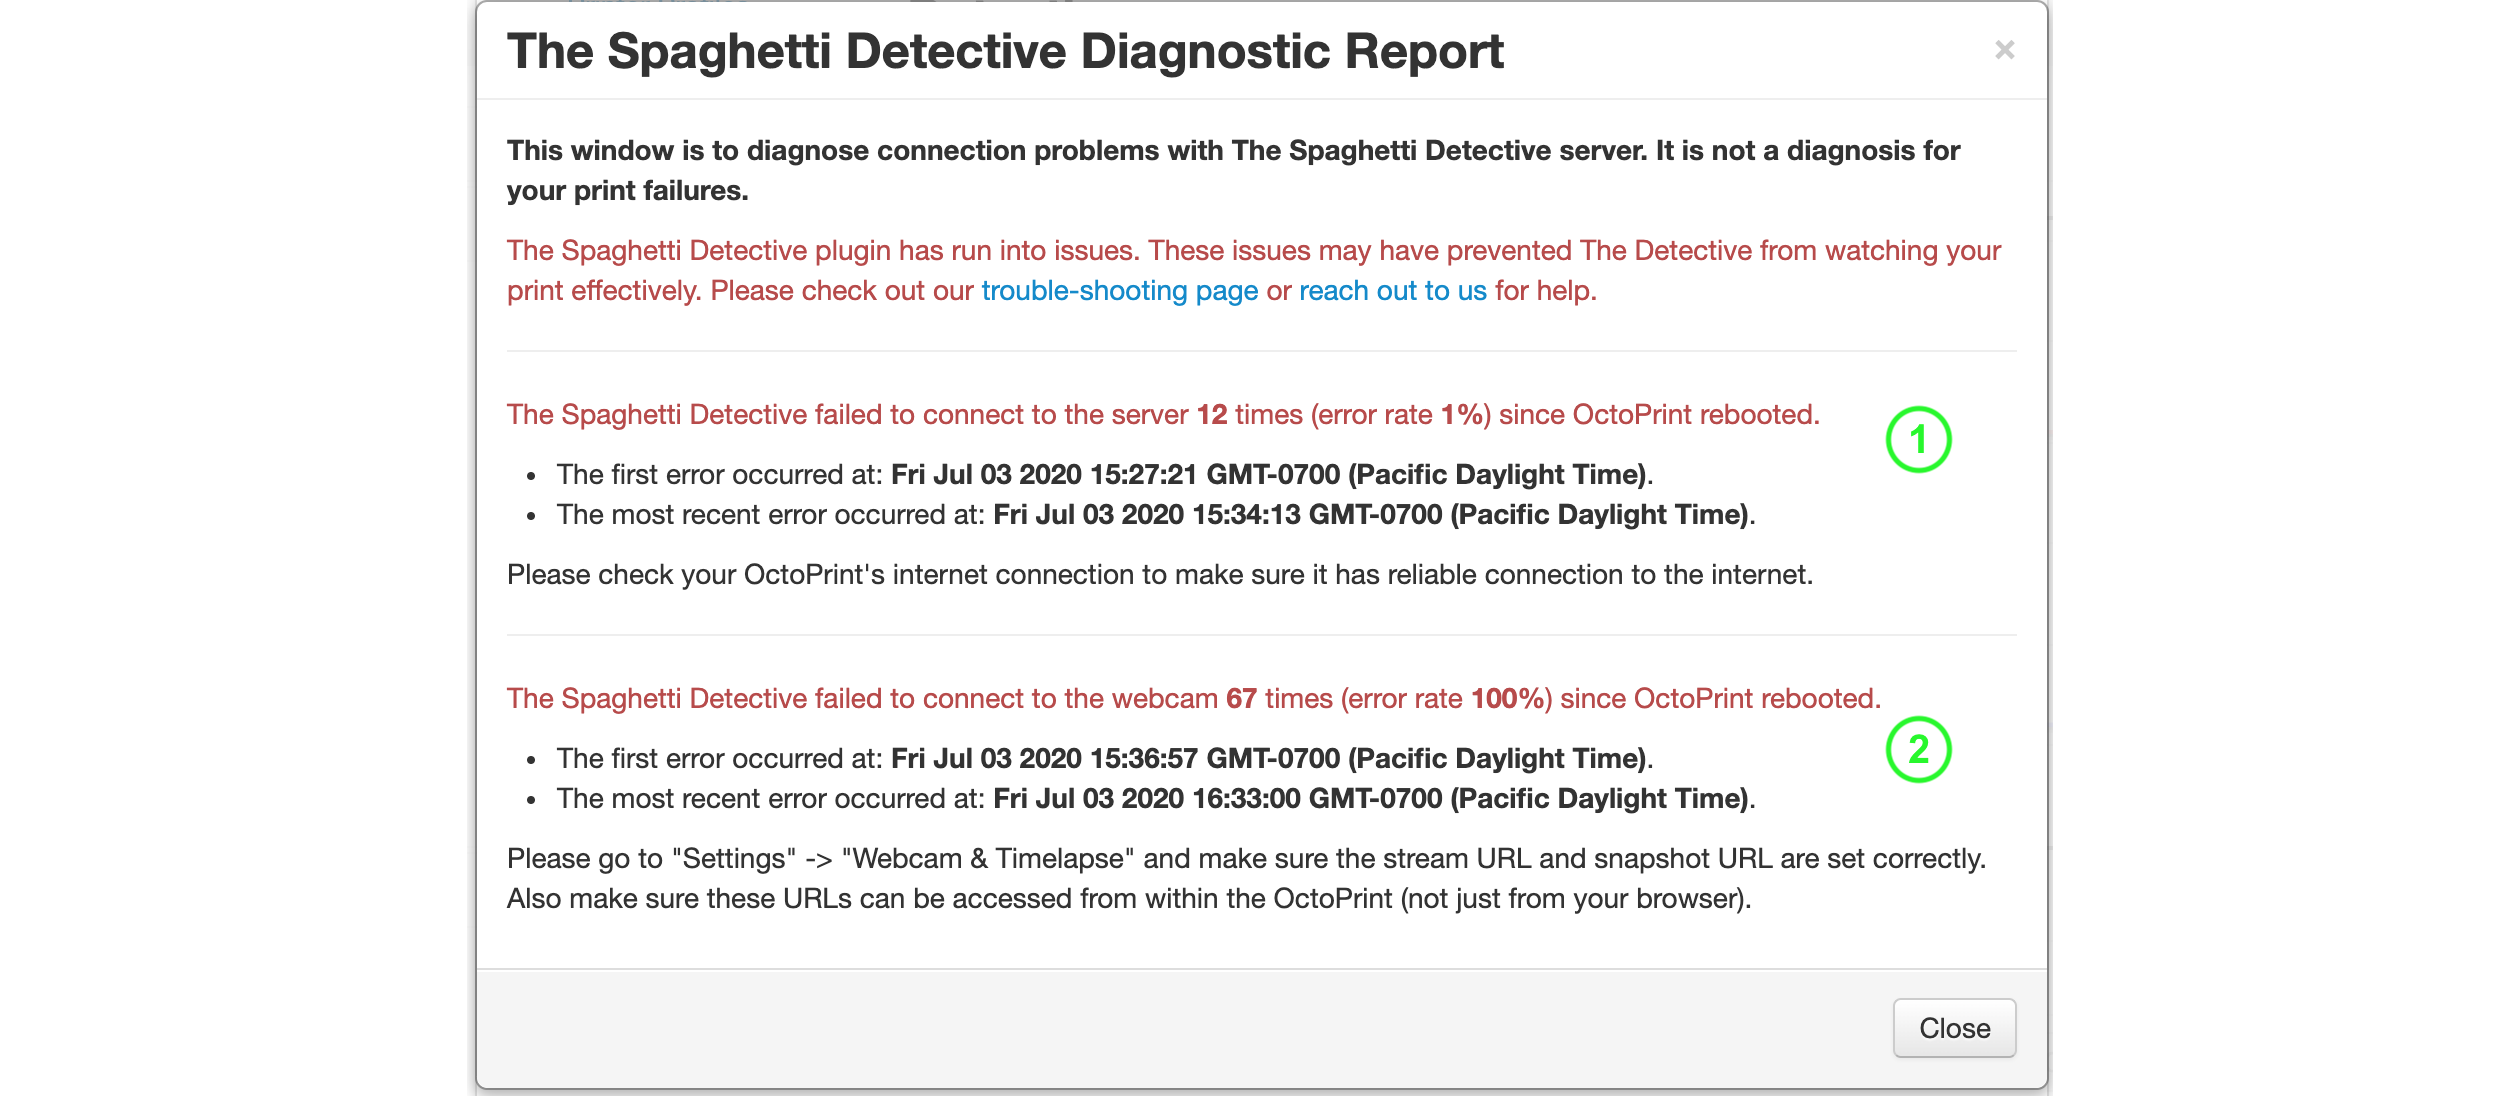 The Spaghetti Detective Diagnostic Report ×
This window is to diagnose connection problems with The Spaghetti Detective server. It is not a diagnosis for
your print failures.
The Spaghetti Detective plugin has run into issues. These issues may have prevented The Detective from watching your
print effectively. Please check out our trouble-shooting page or reach out to us for help.
The Spaghetti Detective failed to connect to the server 12 times (error rate 1%) since OctoPrint rebooted.
1
• The first error occurred at: Fri Jul 03 2020 15:27:21 GMT-0700 (Pacific Daylight Time).
• The most recent error occurred at: Fri Jul 03 2020 15:34:13 GMT-0700 (Pacific Daylight Time).
Please check your OctoPrint's internet connection to make sure it has reliable connection to the internet.
The Spaghetti Detective failed to connect to the webcam 67 times (error rate 100%) since OctoPrint rebooted.
2
• The first error occurred at: Fri Jul 03 2020 15:36:57 GMT-0700 (Pacific Daylight Time).
• The most recent error occurred at: Fri Jul 03 2020 16:33:00 GMT-0700 (Pacific Daylight Time).
Please go to "Settings" -> "Webcam & Timelapse" and make sure the stream URL and snapshot URL are set correctly.
Also make sure these URLs can be accessed from within the OctoPrint (not just from your browser).
Close